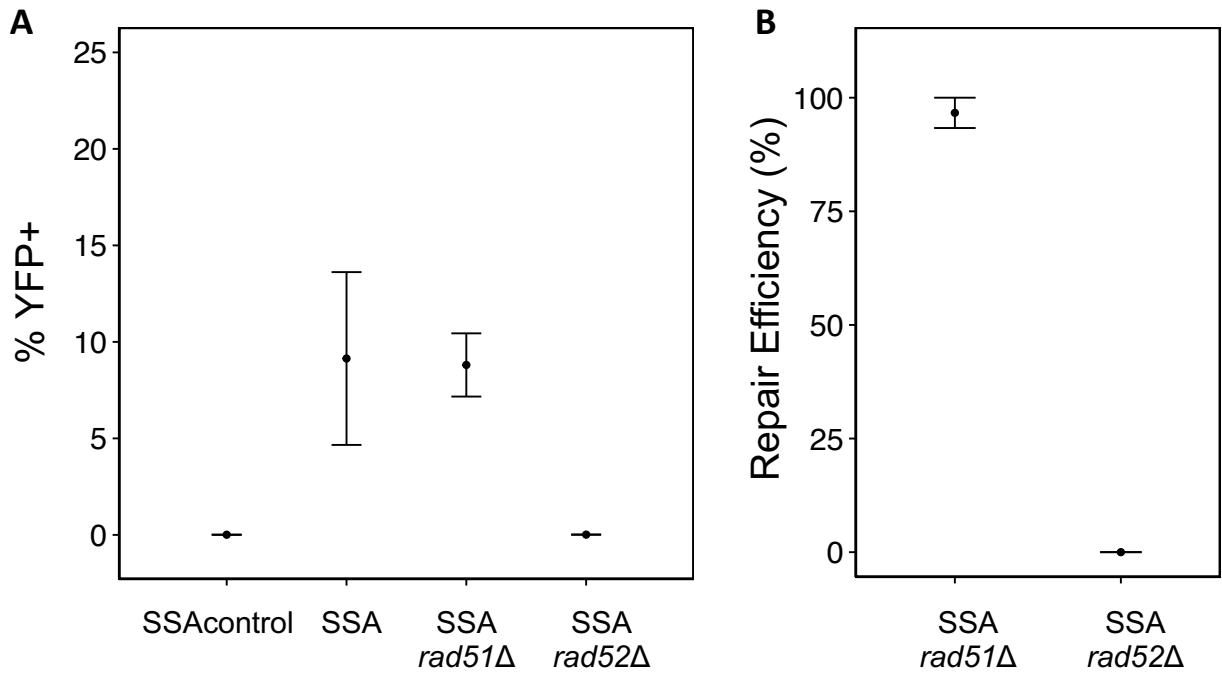 A
% YFP+
25
20
15
10
5
0
SSAcontrol
SSA
SSA
rad51Δ
SSA
rad52Δ
B
Repair Efficiency (%)
100
75
50
25
0
SSA
rad51Δ
SSA
rad52Δ